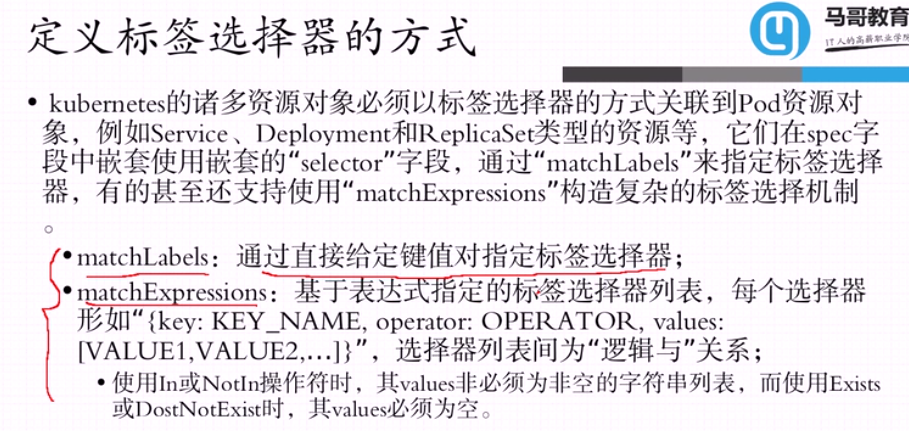 定义标签选择器的方式
马哥教育
IT人的高薪职业学院
• kubernetes的诸多资源对象必须以标签选择器的方式关联到Pod资源对
象，例如Service、Deployment和ReplicaSet类型的资源等，它们在spec字
段中嵌套使用嵌套的“selector”字段，通过“matchLabels”来指定标签选择
器，有的甚至还支持使用“matchExpressions”构造复杂的标签选择机制
。
• matchLabels：通过直接给定键值对指定标签选择器；
• matchExpressions：基于表达式指定的标签选择器列表，每个选择器
形如“{key: KEY_NAME, operator: OPERATOR, values:
[VALUE1,VALUE2,…]}”，选择器列表间为“逻辑与”关系；
• 使用In或NotIn操作符时，其values非必须为非空的字符串列表，而使用Exists
或DostNotExist时，其values必须为空。